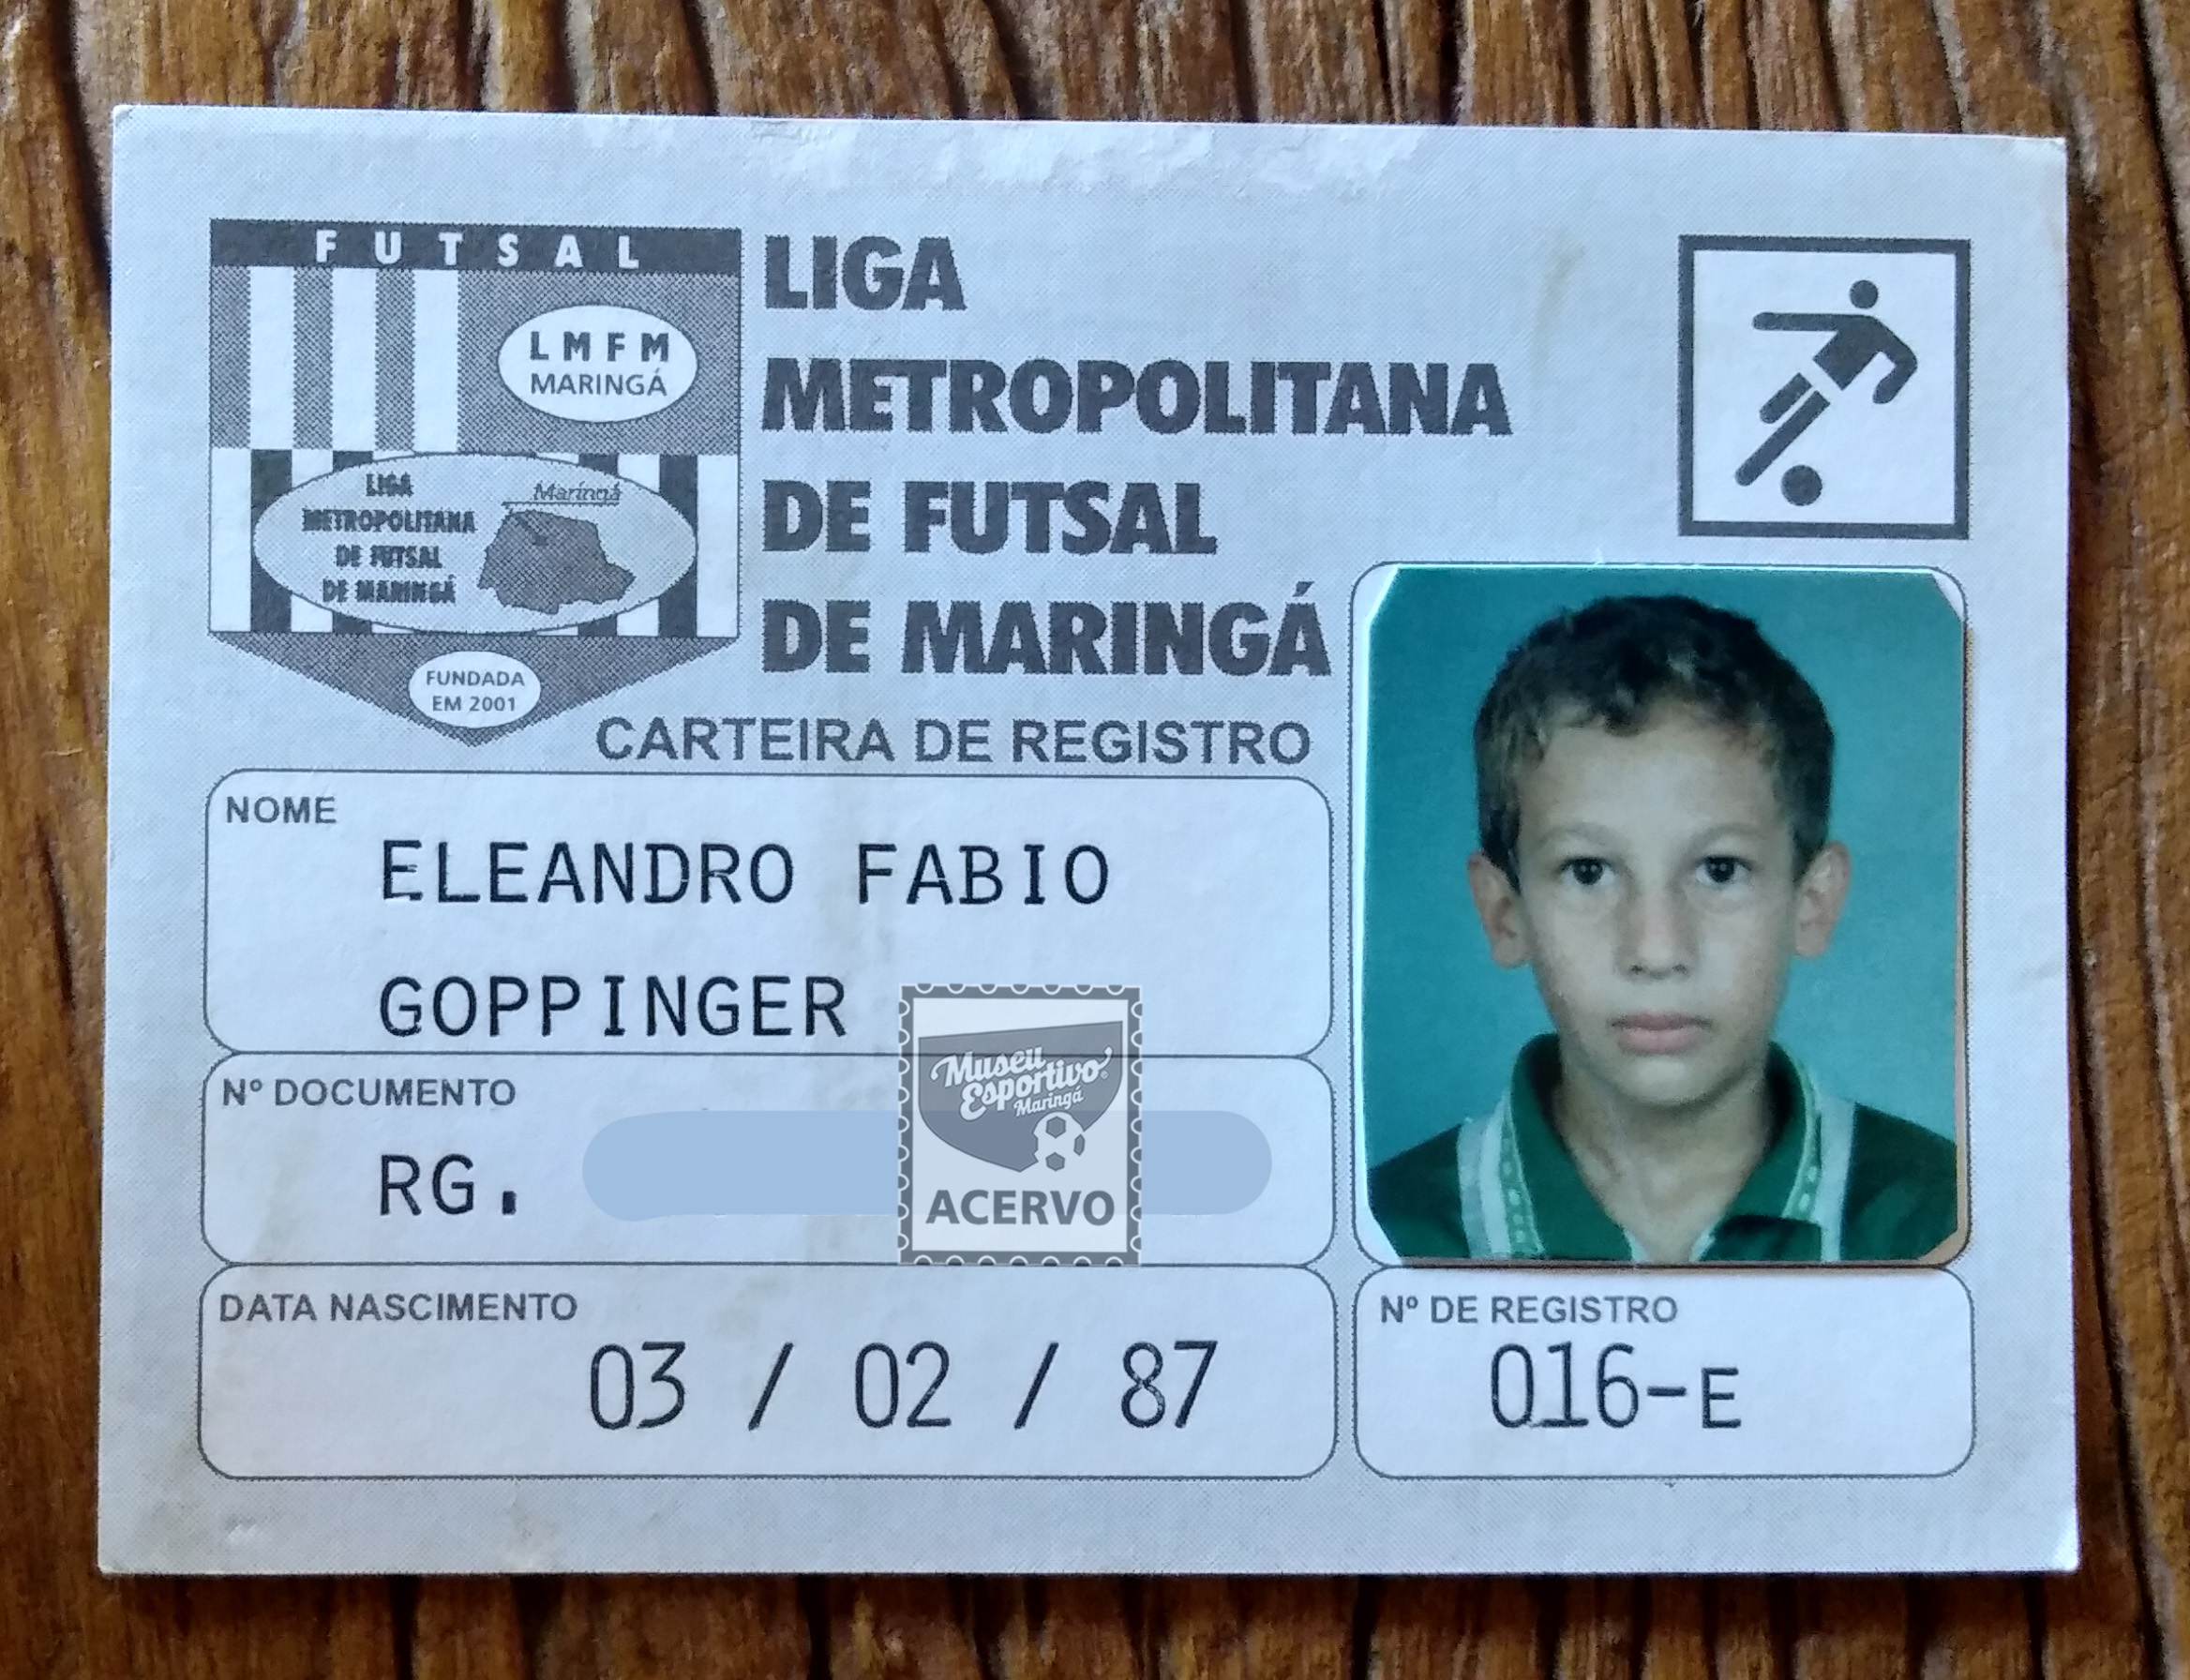 FUTSAL
LMFM
MARINGÁ
LIGA
METROPOLITANA
DE FUTSAL
DE MARINGÁ
Maringá
FUNDADA
EM 2001
LIGA
METROPOLITANA
DE FUTSAL
DE MARINGÁ
CARTEIRA DE REGISTRO
NOME
ELEANDRO FABIO
GOPPINGER
Nº DOCUMENTO
RG.
Museu
Esportivo
Maringá
ACERVO
DATA NASCIMENTO
03 / 02 / 87
Nº DE REGISTRO
016-E